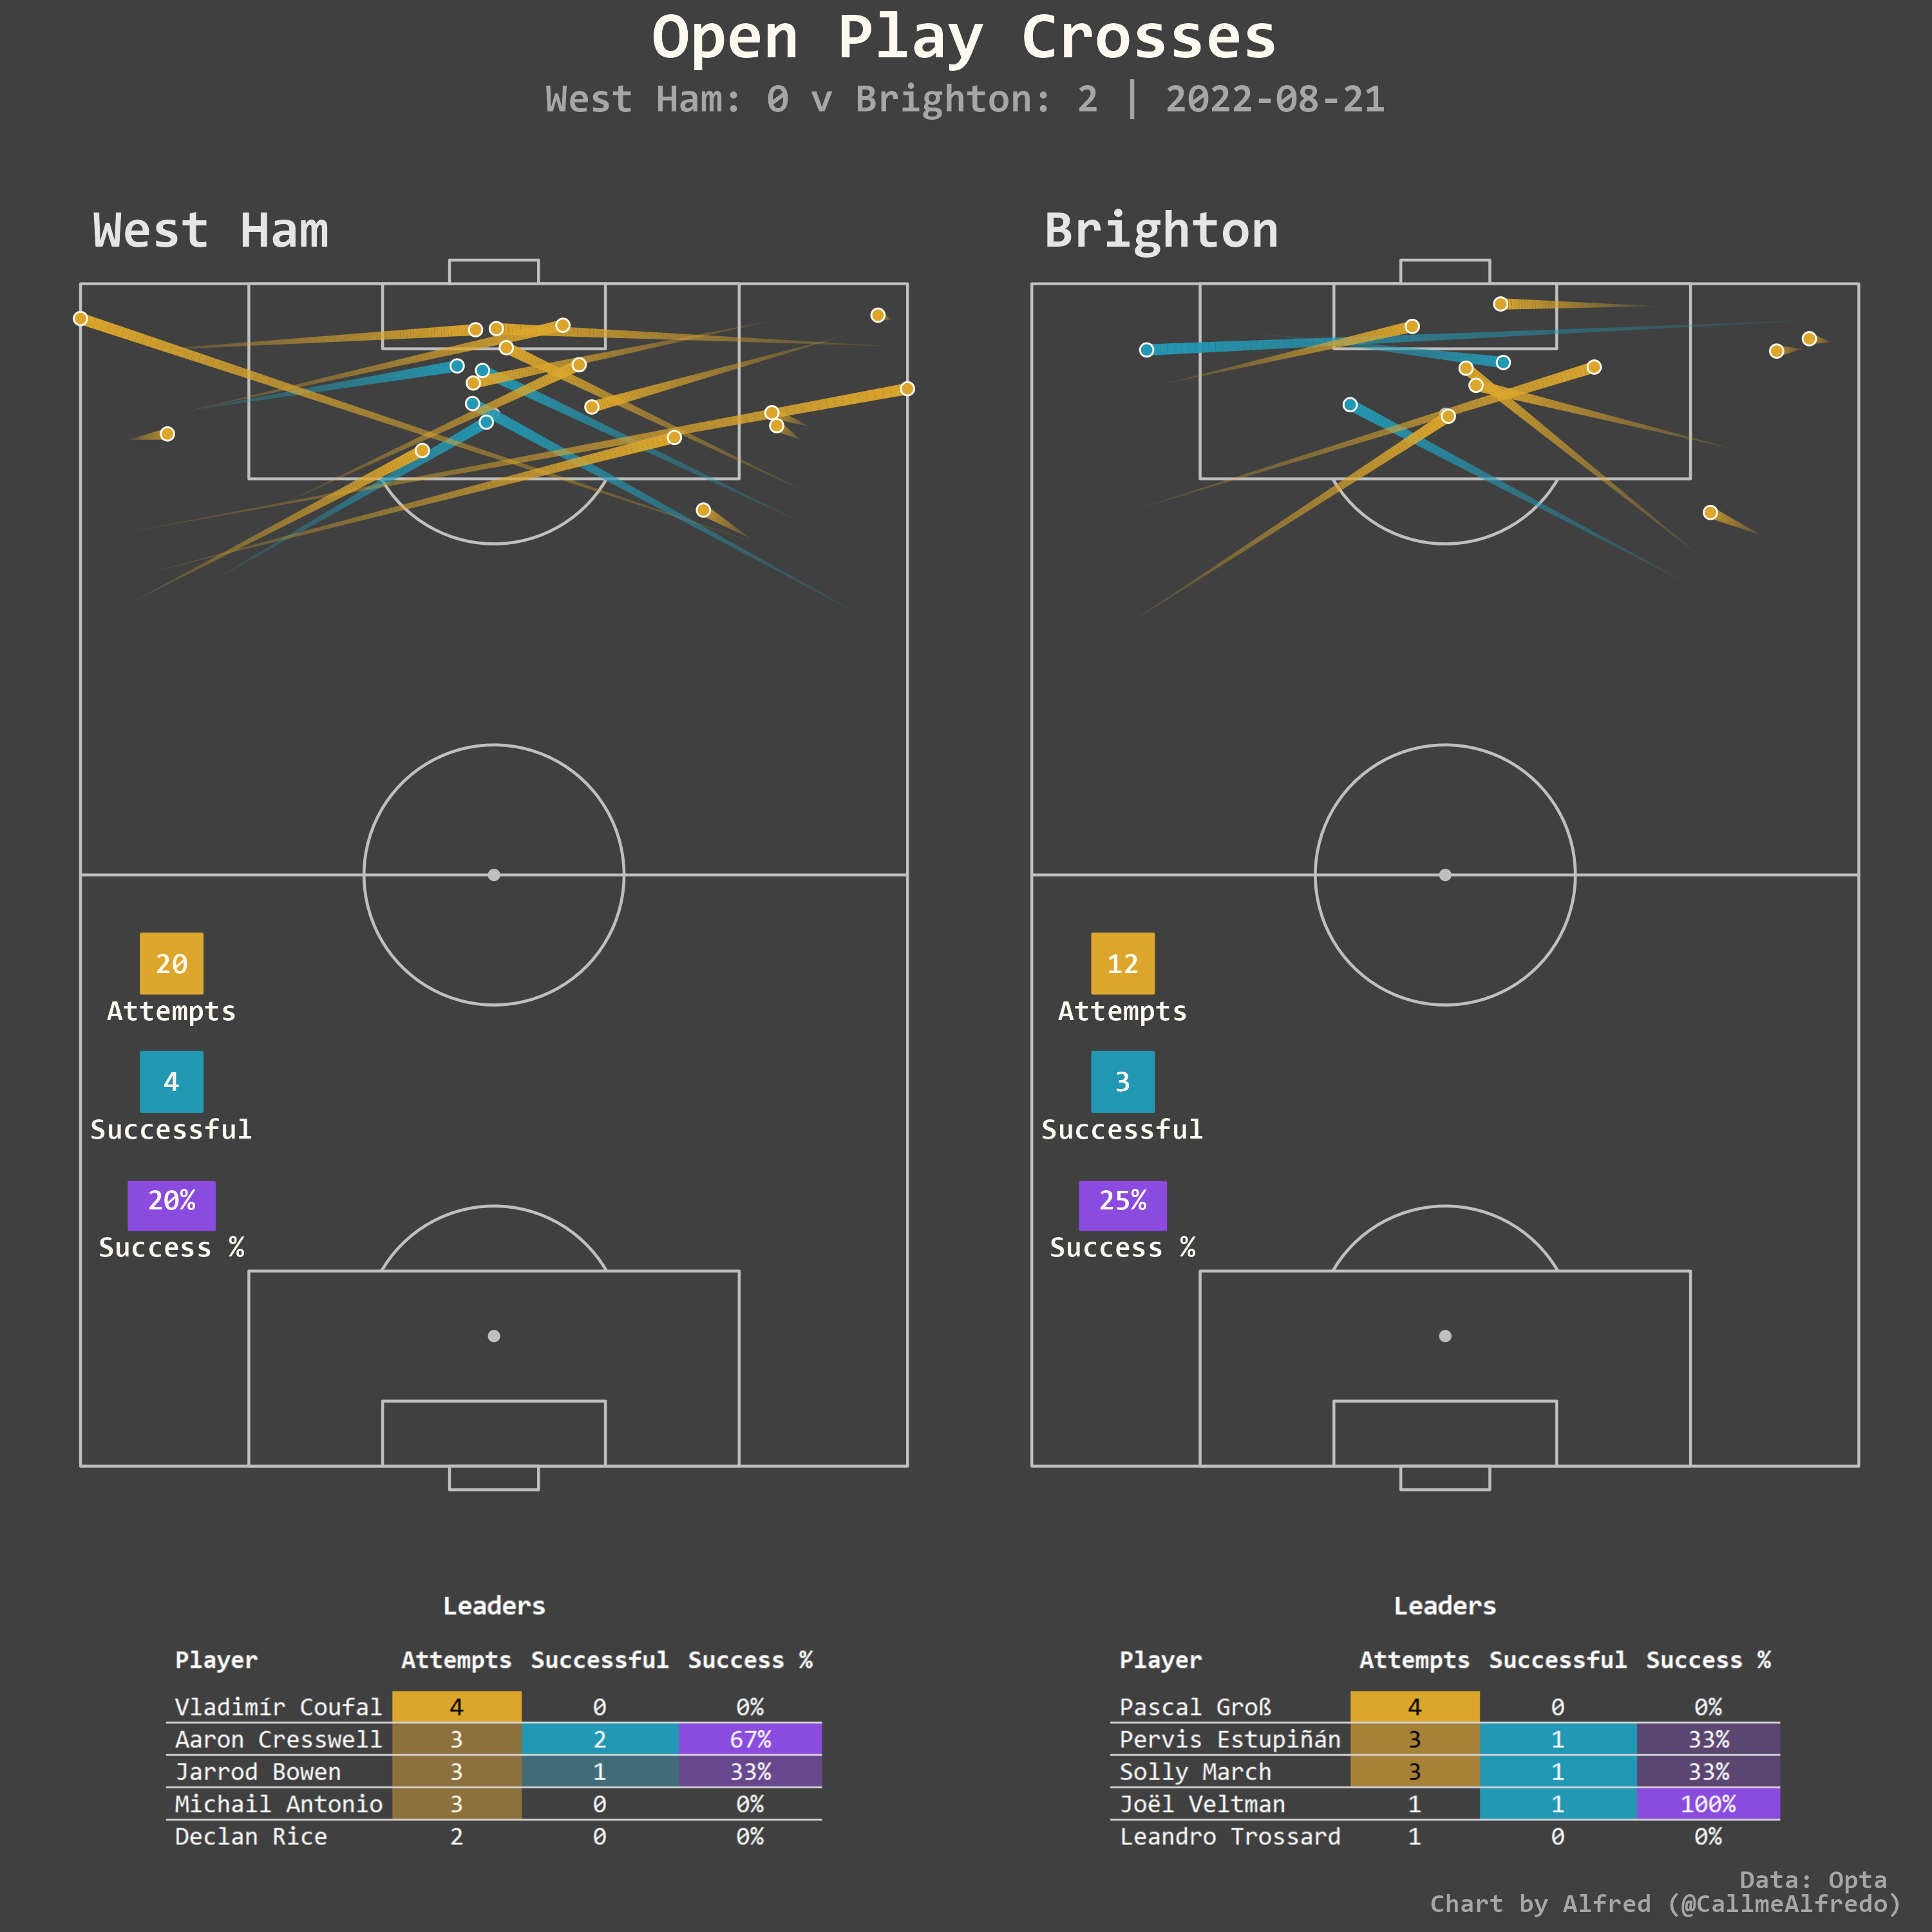 Open Play Crosses
West Ham: 0 v Brighton: 2 | 2022-08-21
West Ham
20
Attempts
4
Successful
20%
Success %
Brighton
12
Attempts
3
Successful
25%
Success %
Leaders
Player Attempts Successful Success %
Vladimír Coufal 4 0 0%
Aaron Cresswell 3 2 67%
Jarrod Bowen 3 1 33%
Michail Antonio 3 0 0%
Declan Rice 2 0 0%
Leaders
Player Attempts Successful Success %
Pascal Groß 4 0 0%
Pervis Estupiñán 3 1 33%
Solly March 3 1 33%
Joël Veltman 1 1 100%
Leandro Trossard 1 0 0%
Data: Opta
Chart by Alfred (@CallmeAlfredo)